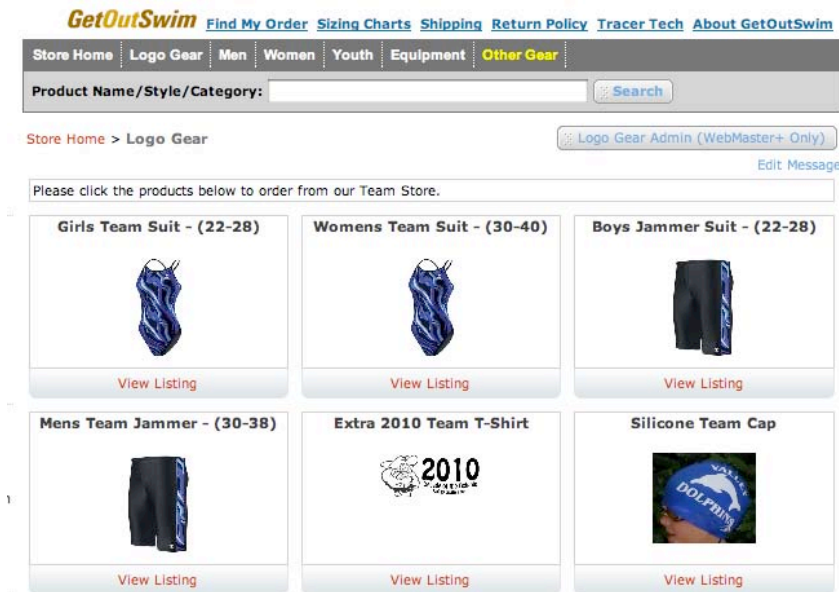 GetOutSwim Find My Order Sizing Charts Shipping Return Policy Tracer Tech About GetOutSwim
Store Home Logo Gear Men Women Youth Equipment Other Gear
Product Name/Style/Category: Search
Store Home > Logo Gear Logo Gear Admin (WebMaster+ Only)
Edit Message
Please click the products below to order from our Team Store.
Girls Team Suit - (22-28) Womens Team Suit - (30-40) Boys Jammer Suit - (22-28)
View Listing View Listing View Listing
Mens Team Jammer - (30-38) Extra 2010 Team T-Shirt Silicone Team Cap
2010
VALLEY
DOLPHINS
View Listing View Listing View Listing